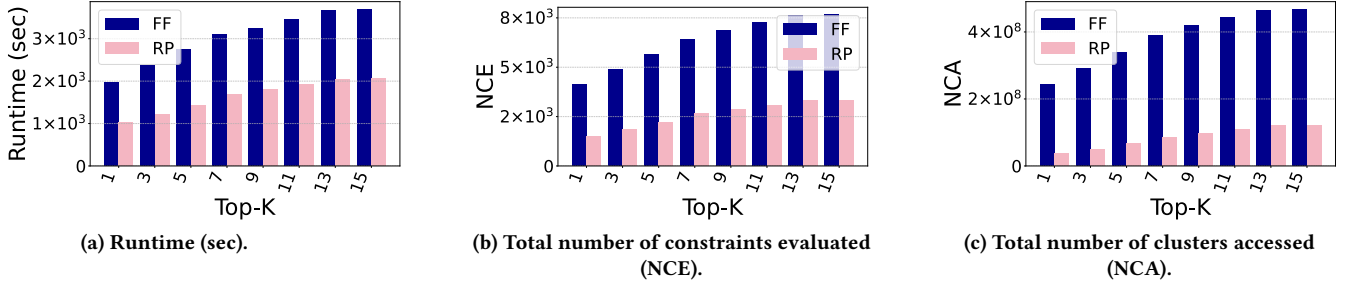 Runtime (sec)
3×10³
2×10³
1×10³
0
FF
RP
1 3 5 7 9 11 13 15
Top-K
(a) Runtime (sec).
NCE
8×10³
5×10³
2×10³
0
FF
RP
1 3 5 7 9 11 13 15
Top-K
(b) Total number of constraints evaluated
(NCE).
NCA
4×10⁸
2×10⁸
0
FF
RP
1 3 5 7 9 11 13 15
Top-K
(c) Total number of clusters accessed
(NCA).